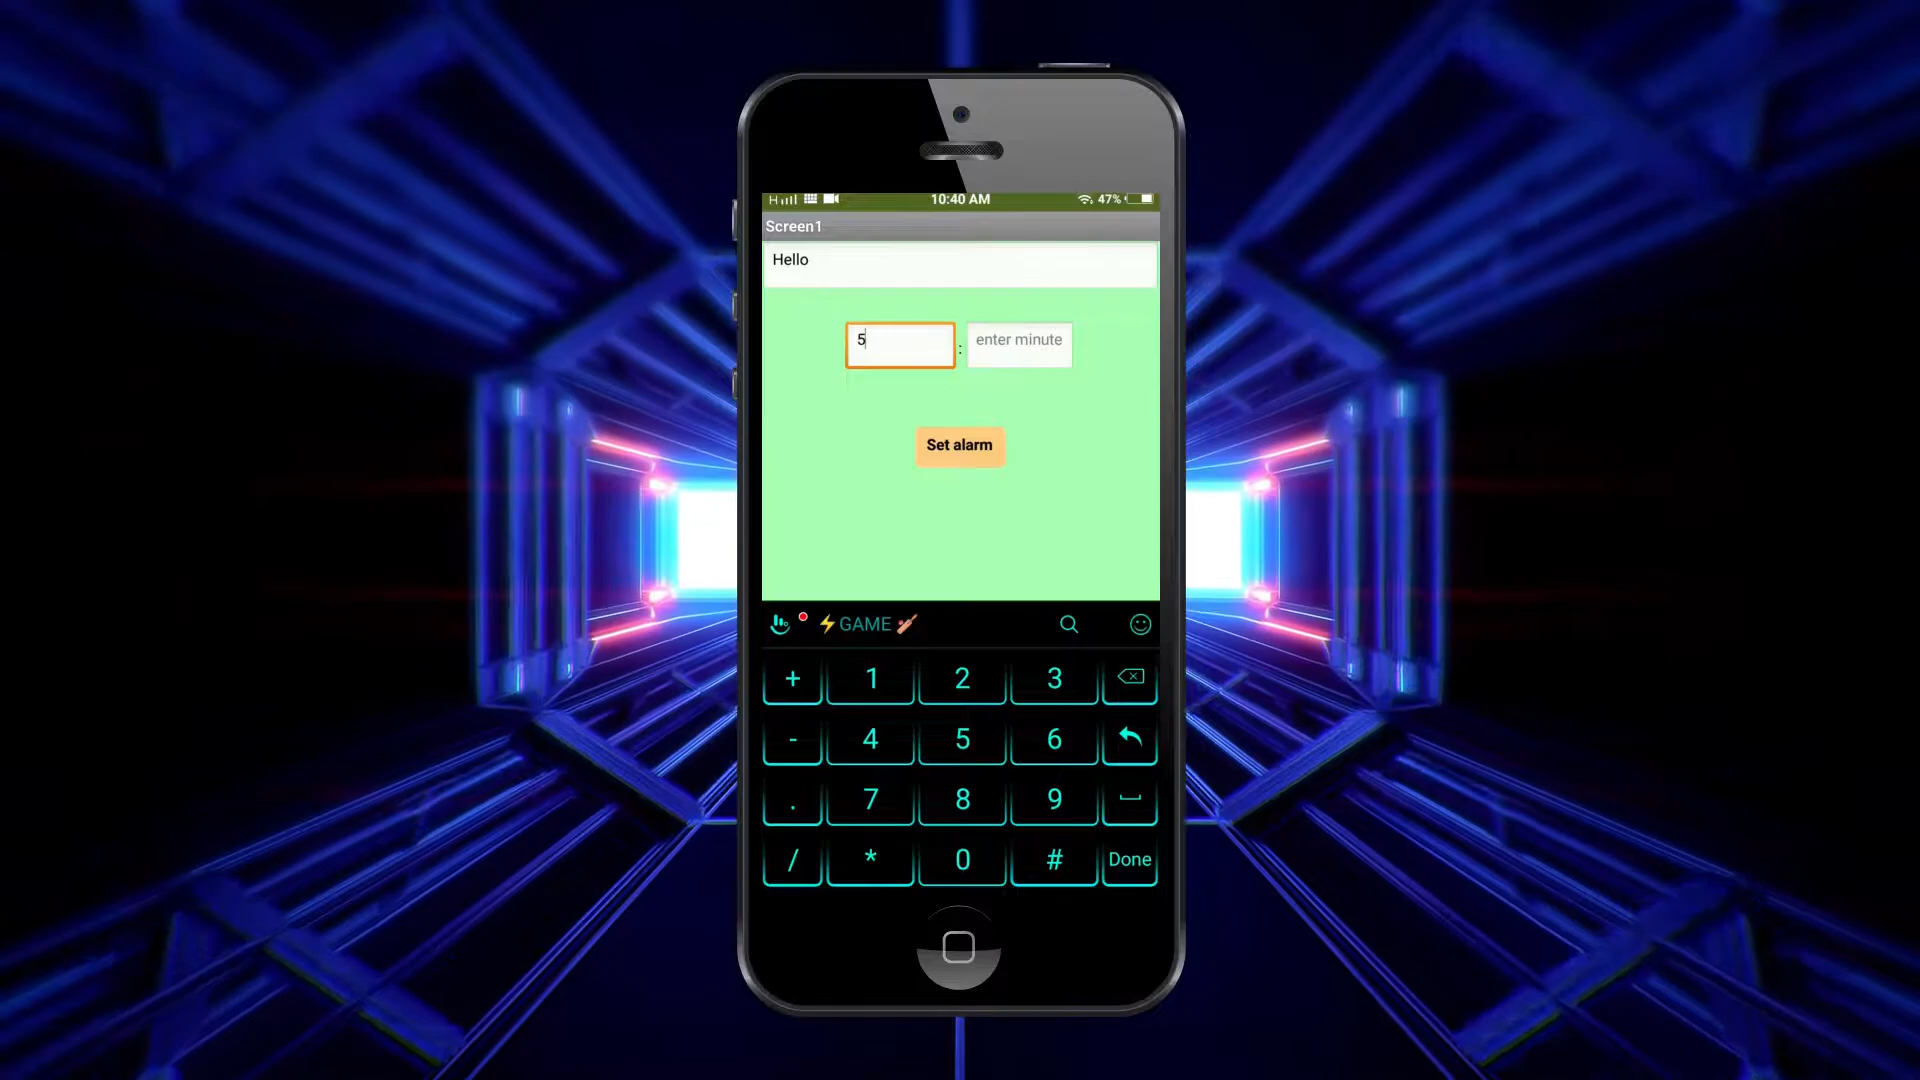 10:40 AM 47%
Screen1
Hello
5 : enter minute
Set alarm
⚡GAME🏏
+ 1 2 3
- 4 5 6
. 7 8 9
/ * 0 # Done